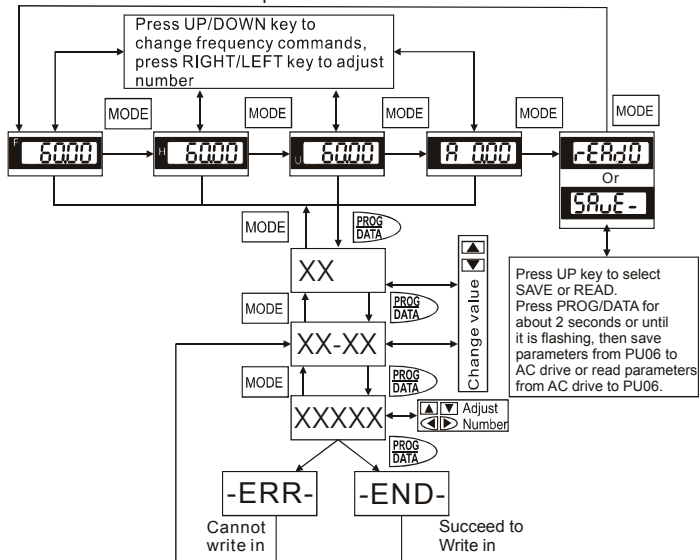 Press UP/DOWN key to
change frequency commands,
press RIGHT/LEFT key to adjust
number
MODE
MODE
MODE
MODE
MODE
F 60.00
H 60.00
U 60.00
A 0.00
rEAd0
Or
SAvE-
MODE
PROG
DATA
XX
MODE
PROG
DATA
XX-XX
MODE
PROG
DATA
XXXXX
Change value
Adjust
Number
PROG
DATA
Press UP key to select
SAVE or READ.
Press PROG/DATA for
about 2 seconds or until
it is flashing, then save
parameters from PU06 to
AC drive or read parameters
from AC drive to PU06.
-ERR-
-END-
Cannot
write in
Succeed to
Write in